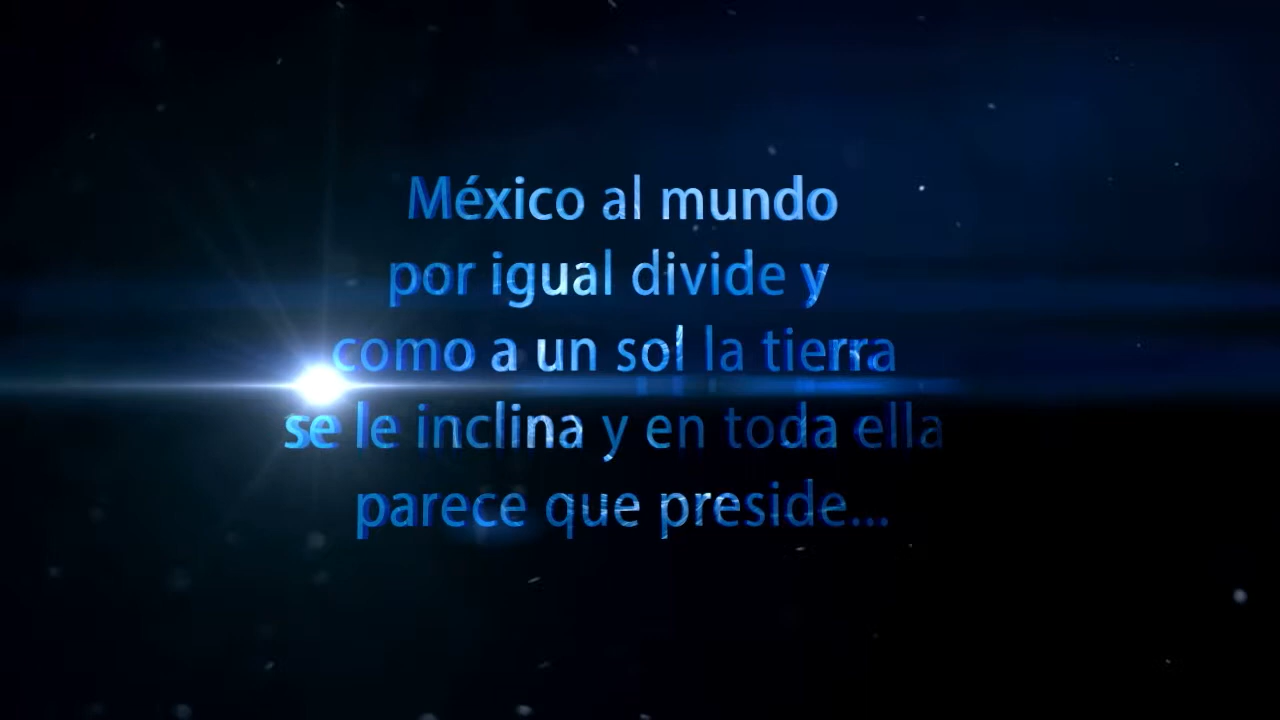 México al mundo
por igual divide y
como a un sol la tierra
se le inclina y en toda ella
parece que preside...